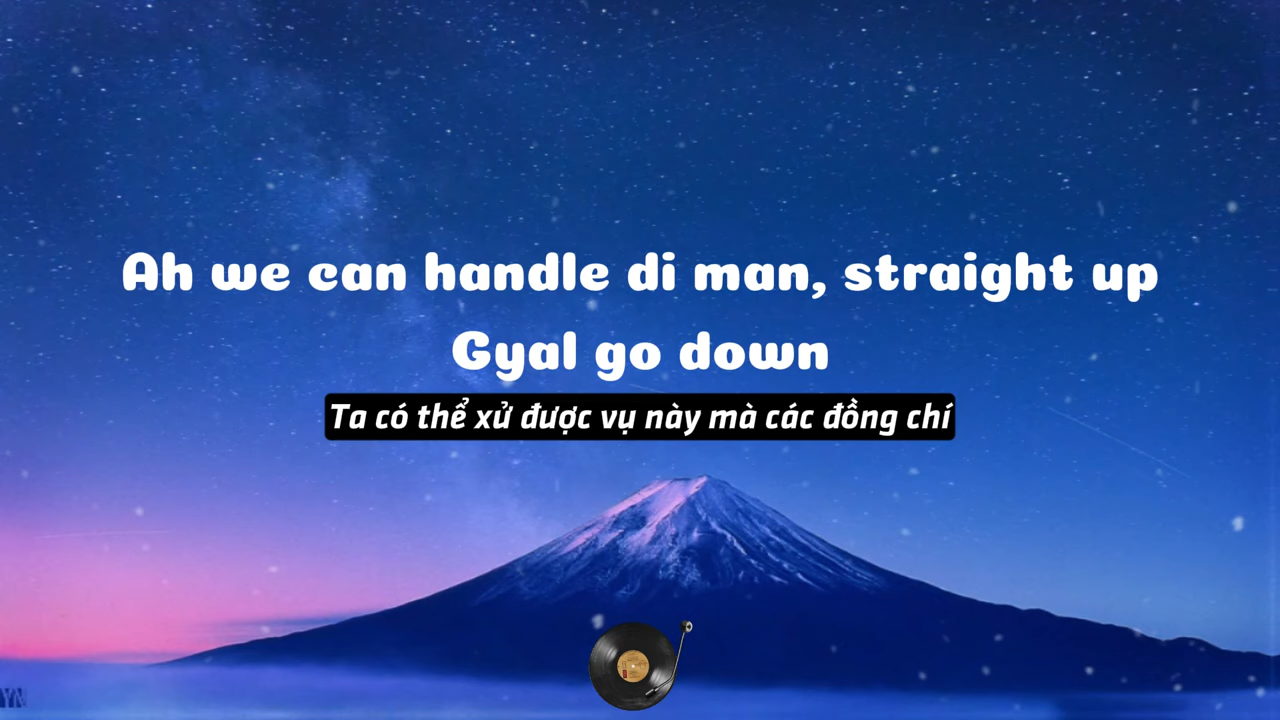 Ah we can handle di man, straight up
Gyal go down
Ta có thể xử được vụ này mà các đồng chí
YN